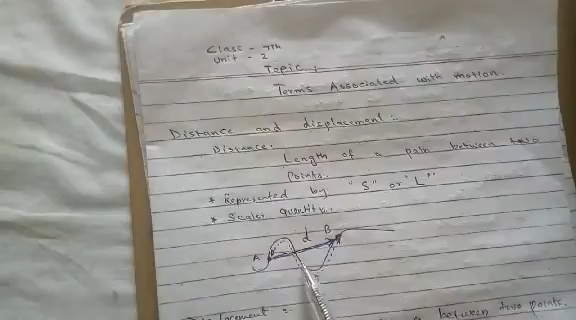 Class - 7th
Unit - 2
Topic :
Terms Associated with motion.
Distance and displacement :-
Distance.
Length of a path between two
points.
* Represented by "S" or "L"
* Scalar quantity.
d
A B
between two points.